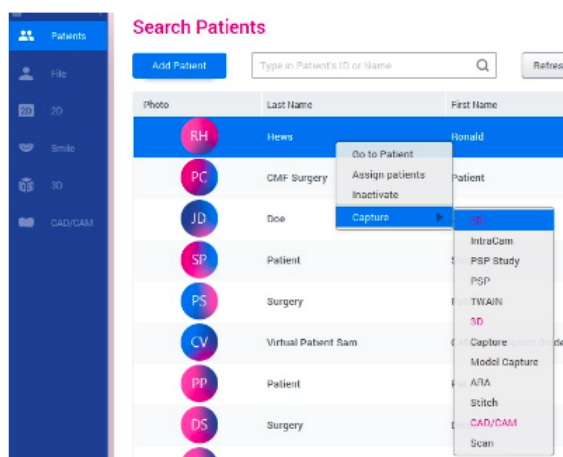 Search Patients
Patients
Add Patient
Type in Patient's ID or Name
File
Photo
Last Name
First Name
2D
2D
RH
Hews
Ronald
Smile
Go to Patient
PC
CMF Surgery
Assign patients
Patient
3D
Inactivate
JD
Doe
Capture
CAD/CAM
IntraCam
SP
Patient
PSP Study
PSP
PS
Surgery
TWAIN
3D
CV
Virtual Patient Sam
Capture
Model Capture
PP
Patient
ARA
Stitch
DS
Surgery
CAD/CAM
Scan